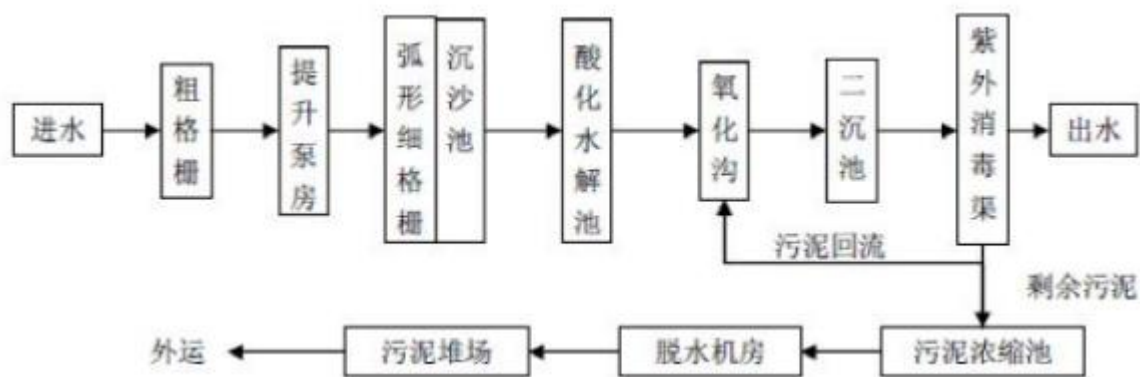 进水
粗格栅
提升泵房
弧形细格栅
沉沙池
酸化水解池
氧化沟
二沉池
紫外消毒渠
出水
污泥回流
剩余污泥
外运
污泥堆场
脱水机房
污泥浓缩池